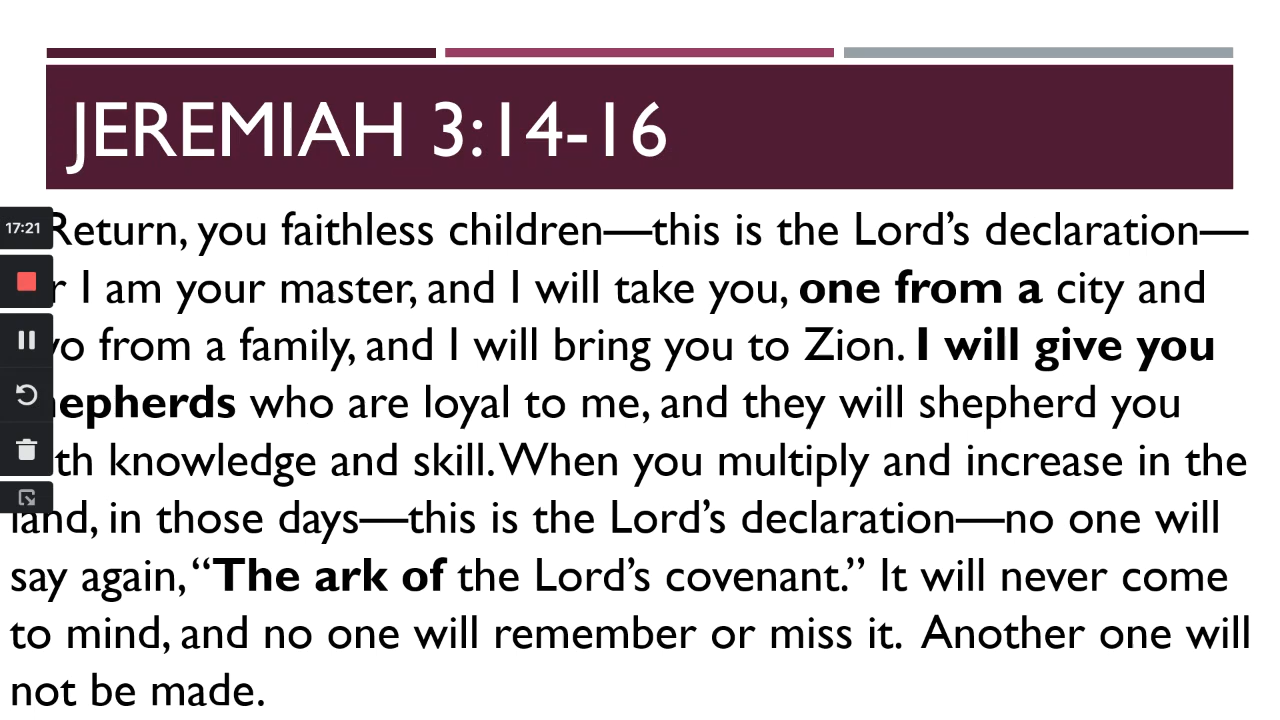 JEREMIAH 3:14-16
17:21
Return, you faithless children—this is the Lord’s declaration—
I am your master, and I will take you, one from a city and
from a family, and I will bring you to Zion. I will give you
who are loyal to me, and they will shepherd you
knowledge and skill. When you multiply and increase in the
land, in those days—this is the Lord’s declaration—no one will
say again, “The ark of the Lord’s covenant.” It will never come
to mind, and no one will remember or miss it.  Another one will
not be made.